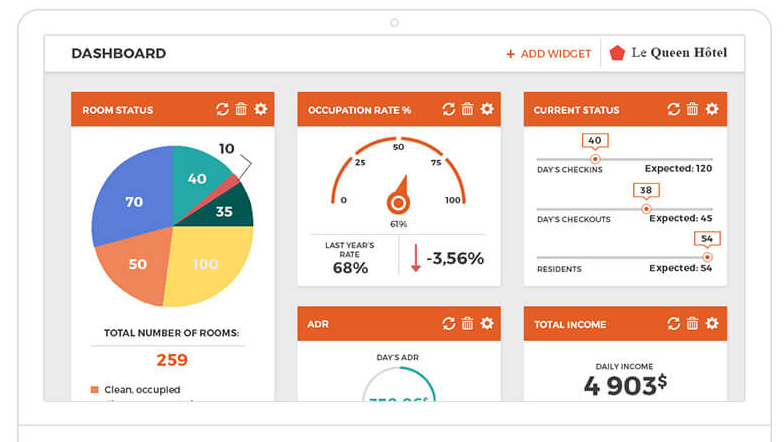 DASHBOARD
+ ADD WIDGET
Le Queen Hôtel
ROOM STATUS
10
40
70
35
50
100
TOTAL NUMBER OF ROOMS:
259
Clean, occupied
OCCUPATION RATE %
50
25
75
0
100
61%
LAST YEAR'S
RATE
68%
-3,56%
CURRENT STATUS
40
DAY'S CHECKINS
Expected: 120
38
DAY'S CHECKOUTS
Expected: 45
54
RESIDENTS
Expected: 54
ADR
DAY'S ADR
TOTAL INCOME
DAILY INCOME
4 903$